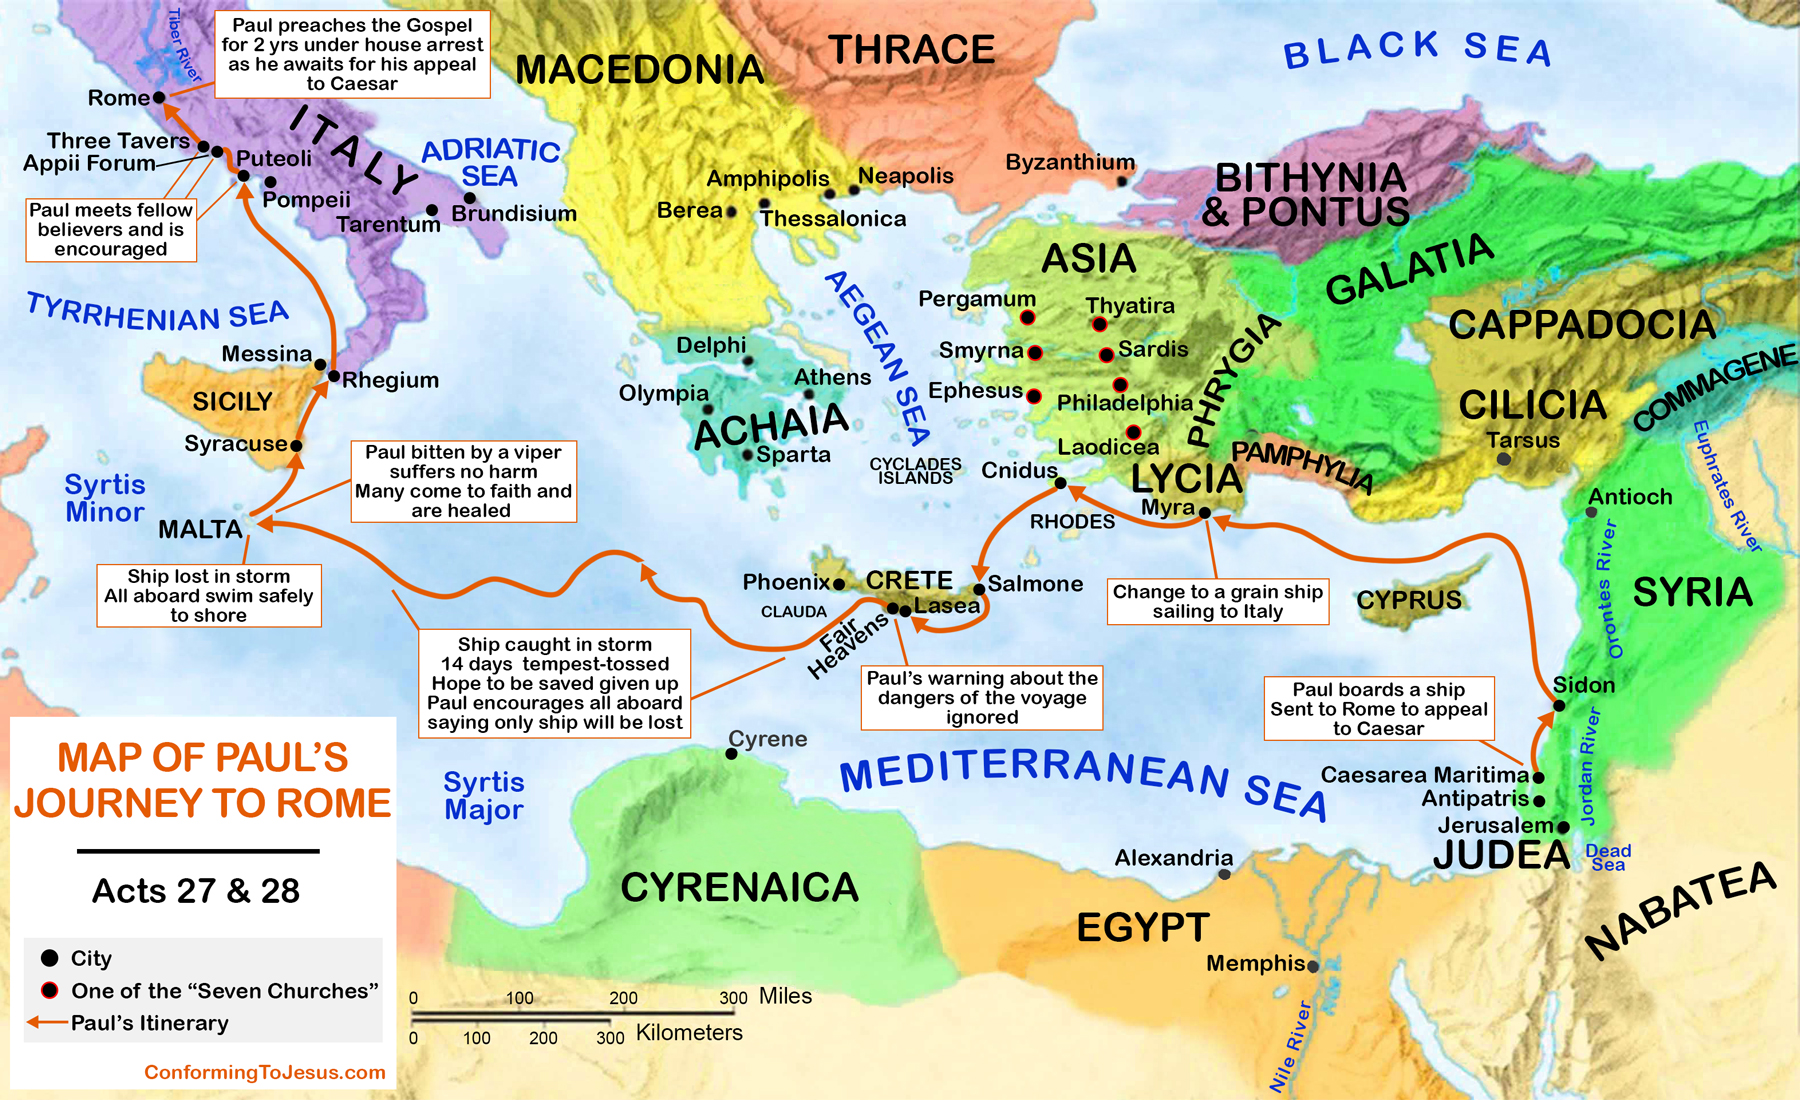 Tiber River
Paul preaches the Gospel
for 2 yrs under house arrest
as he awaits for his appeal
to Caesar
MACEDONIA
THRACE
BLACK SEA
Rome
ITALY
Three Tavers
Appii Forum
Puteoli
Pompeii
ADRIATIC
SEA
Tarentum
Brundisium
Paul meets fellow
believers and is
encouraged
Amphipolis
Neapolis
Berea
Thessalonica
Byzanthium
BITHYNIA
& PONTUS
ASIA
GALATIA
TYRRHENIAN SEA
AEGEAN SEA
Pergamum
Thyatira
Smyrna
Sardis
Ephesus
Philadelphia
Laodicea
PHRYGIA
CAPPADOCIA
COMMAGENE
CILICIA
Tarsus
Messina
Rhegium
SICILY
Syracuse
Delphi
Olympia
Athens
ACHAIA
Sparta
CYCLADES
ISLANDS
Cnidus
LYCIA
Myra
PAMPHYLIA
RHODES
Antioch
Euphrates River
Orontes River
SYRIA
Syrtis
Minor
MALTA
Paul bitten by a viper
suffers no harm
Many come to faith and
are healed
Ship lost in storm
All aboard swim safely
to shore
Phoenix
CRETE
Salmone
CLAUDA
Lasea
Fair
Heavens
Change to a grain ship
sailing to Italy
CYPRUS
Ship caught in storm
14 days tempest-tossed
Hope to be saved given up
Paul encourages all aboard
saying only ship will be lost
Paul's warning about the
dangers of the voyage
ignored
Paul boards a ship
Sent to Rome to appeal
to Caesar
Sidon
Jordan River
Caesarea Maritima
Antipatris
Jerusalem
JUDEA
Dead
Sea
NABATEA
Cyrene
Syrtis
Major
MEDITERRANEAN SEA
CYRENAICA
Alexandria
EGYPT
Memphis
Nile River
MAP OF PAUL'S
JOURNEY TO ROME
Acts 27 & 28
City
One of the “Seven Churches”
Paul's Itinerary
ConformingToJesus.com
0 100 200 300 Miles
0 100 200 300 Kilometers